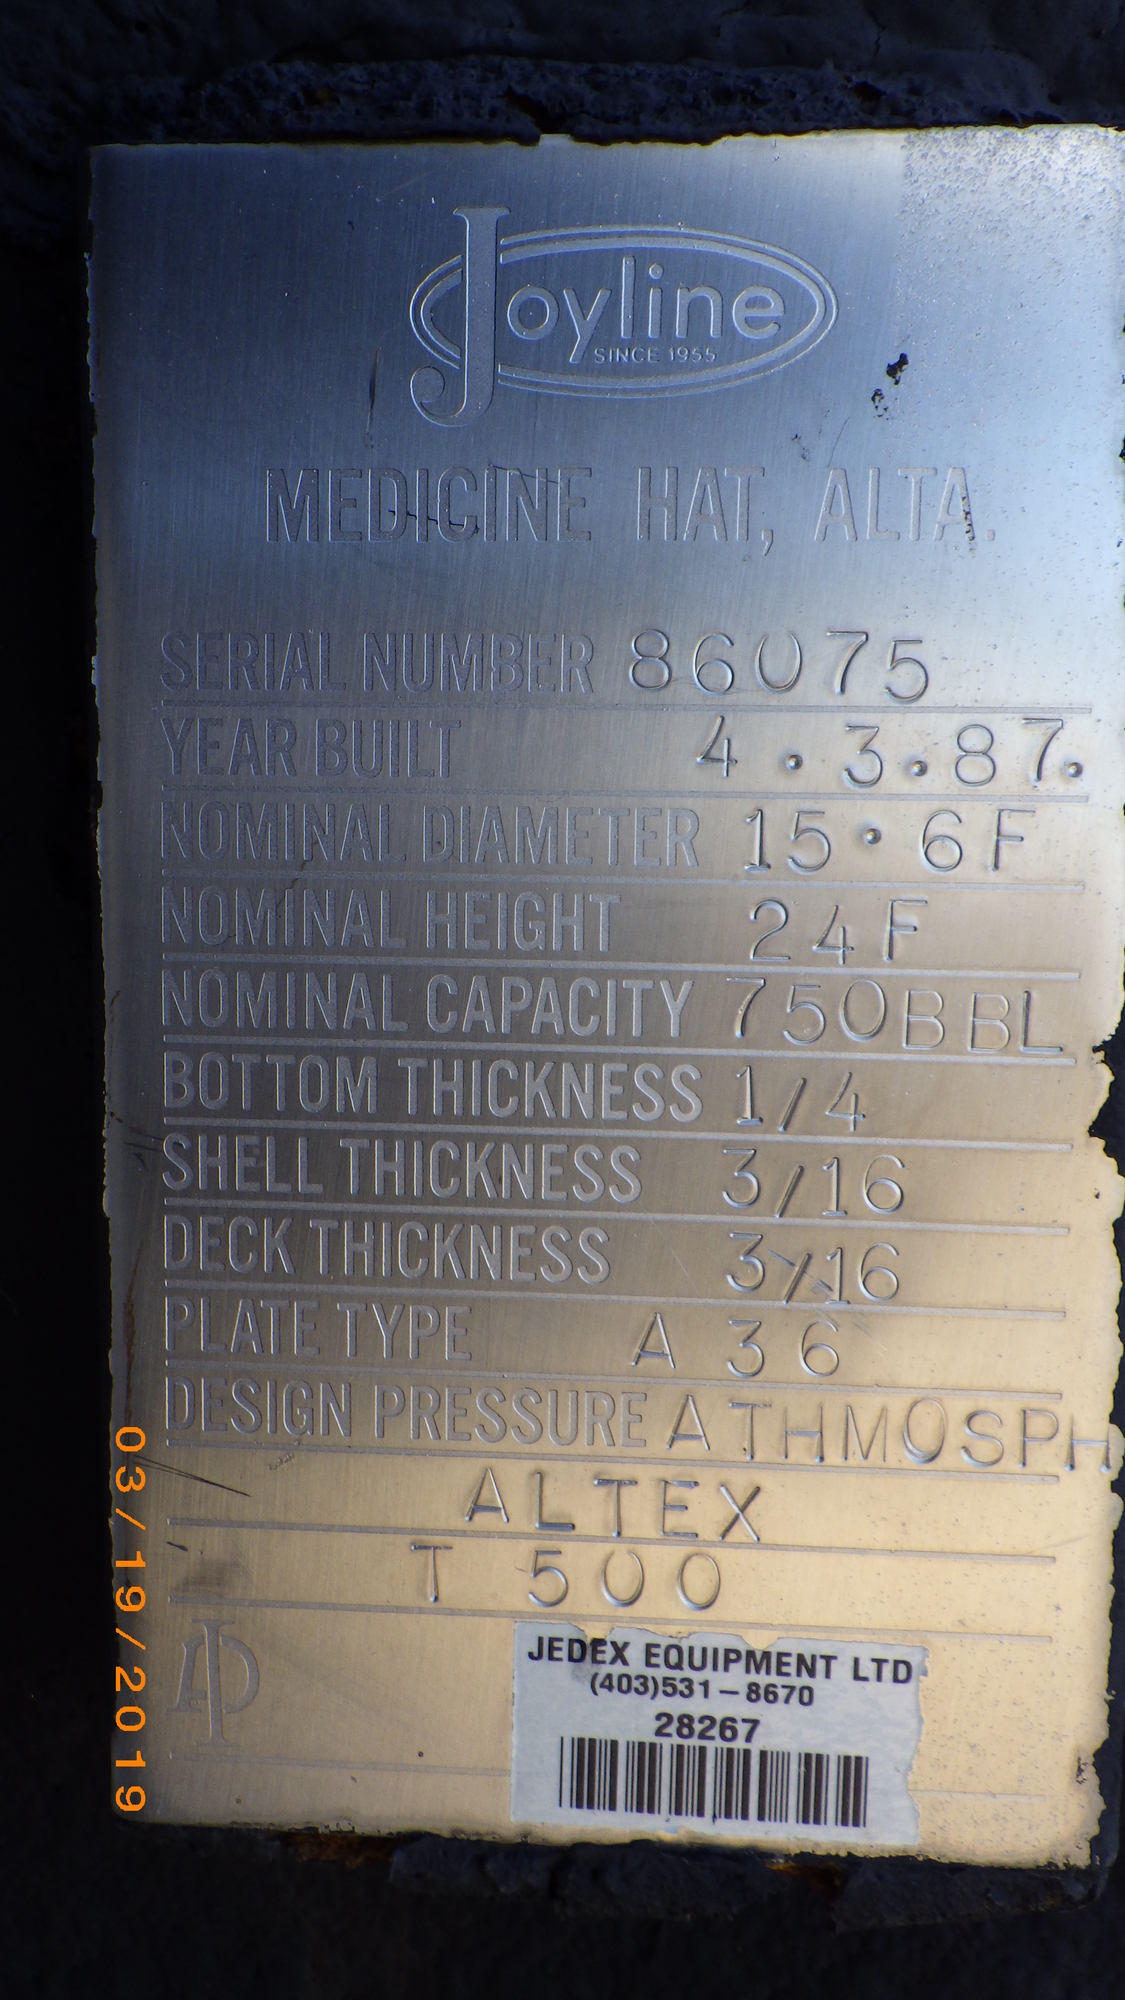 Joyline
SINCE 1955
MEDICINE HAT, ALTA.
SERIAL NUMBER 86075
YEAR BUILT 4.3.87.
NOMINAL DIAMETER 15.6F
NOMINAL HEIGHT 24F
NOMINAL CAPACITY 750BBL
BOTTOM THICKNESS 1/4
SHELL THICKNESS 3/16
DECK THICKNESS 3/16
PLATE TYPE A 36
DESIGN PRESSURE ATHMOSPH
ALTEX
T 500
JEDEX EQUIPMENT LTD
(403)531-8670
28267
03/19/2019